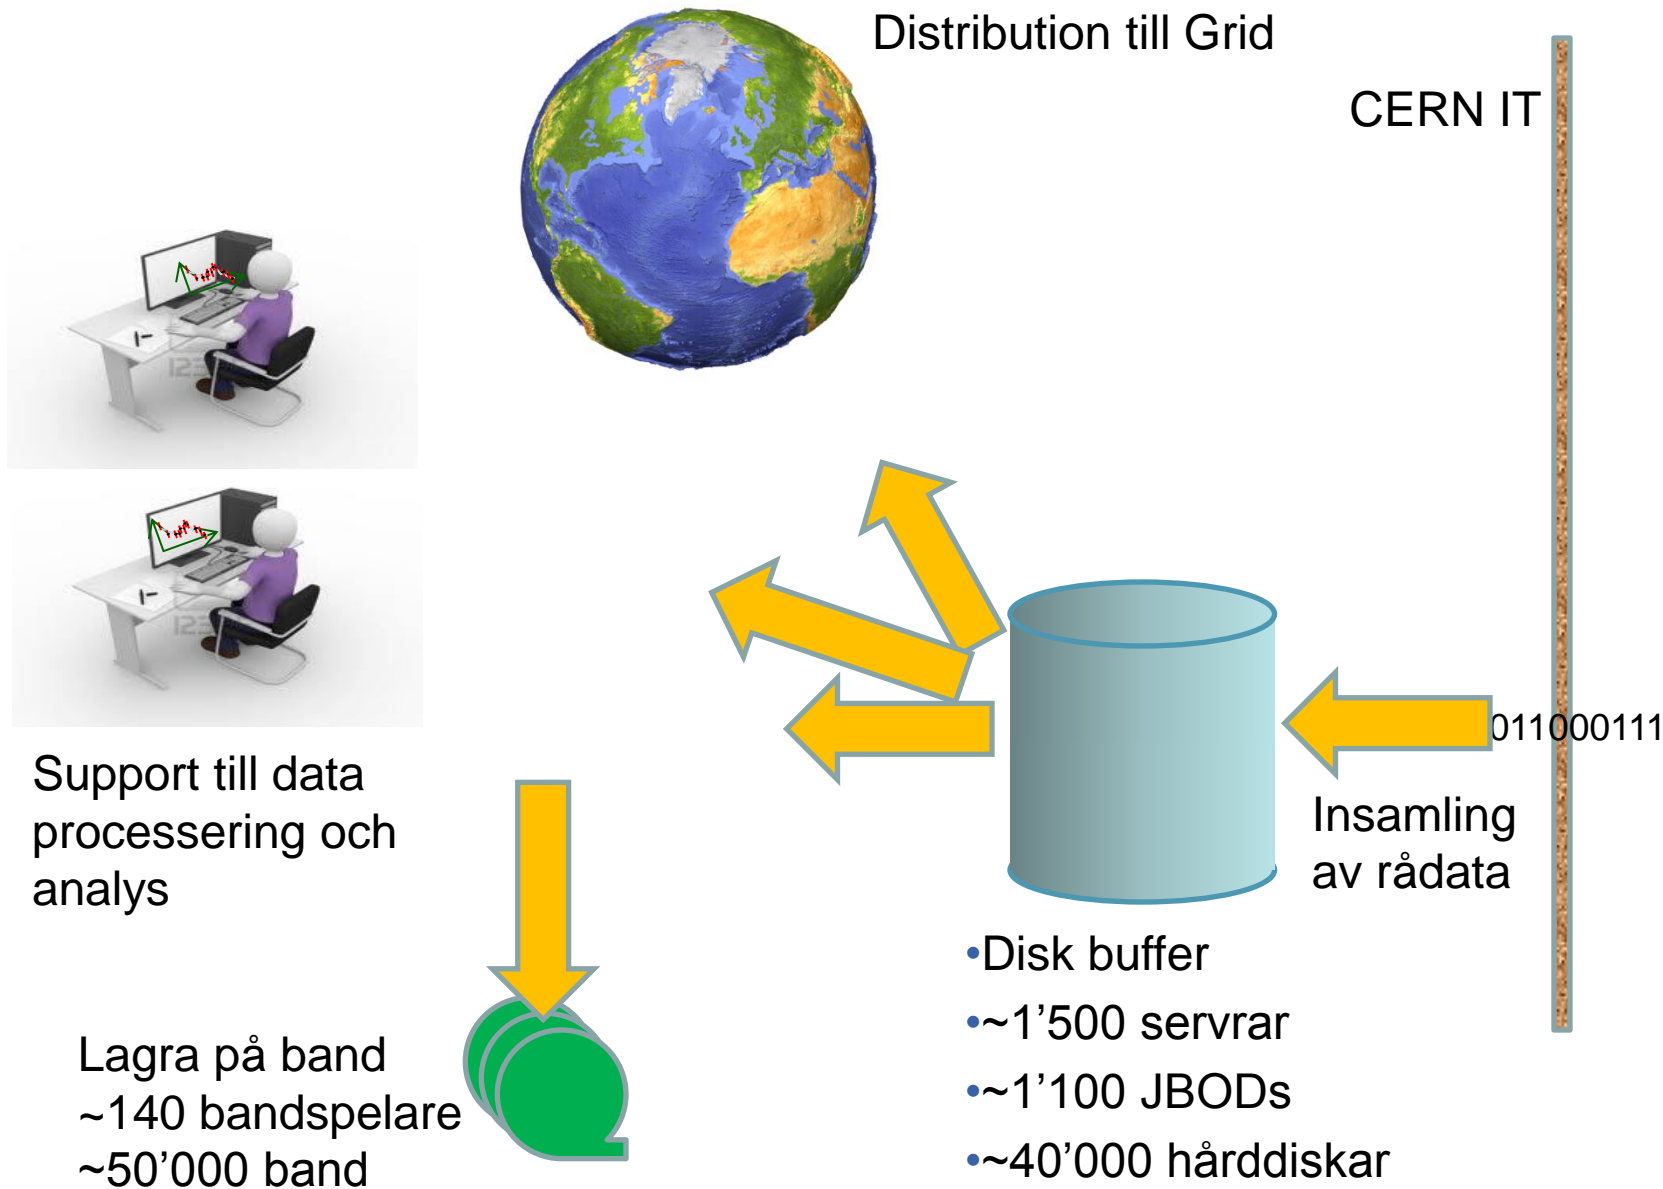 Distribution till Grid
CERN IT
011000111
Support till data
processering och
analys
Insamling
av rådata
•Disk buffer
•~1’500 servrar
•~1’100 JBODs
•~40’000 hårddiskar
Lagra på band
~140 bandspelare
~50’000 band